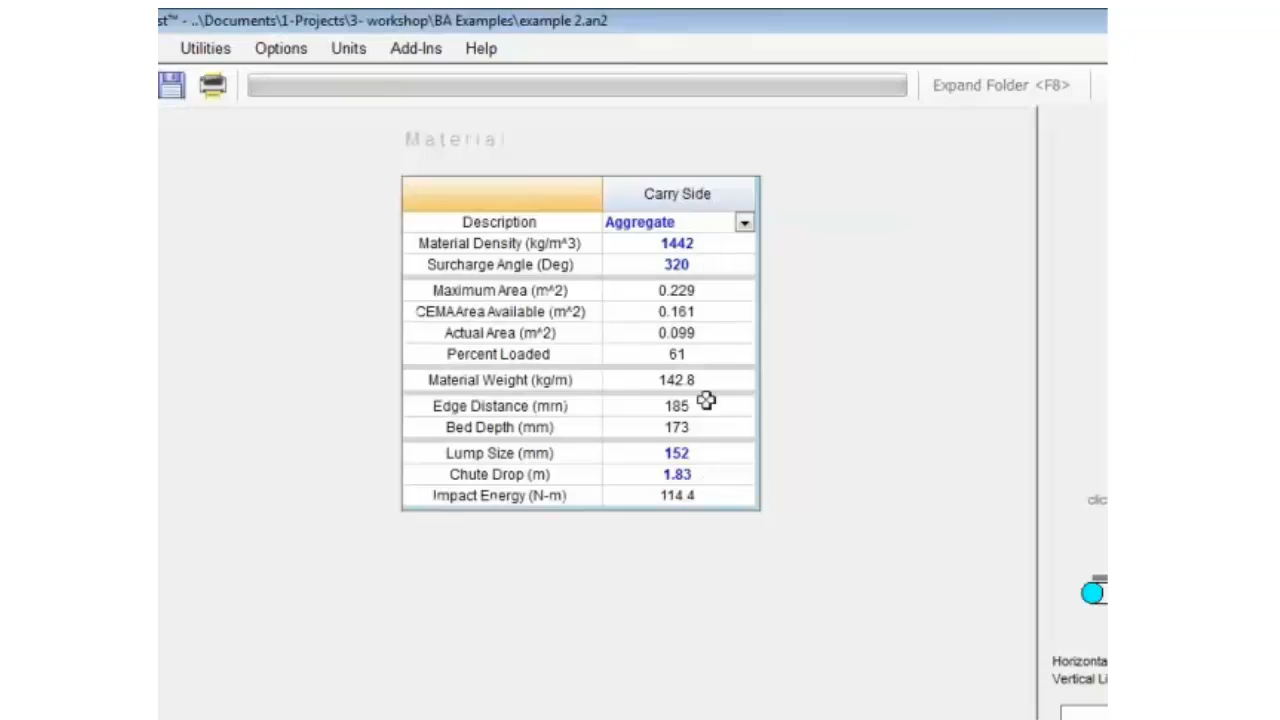 st™ - ..\Documents\1-Projects\3- workshop\BA Examples\example 2.an2
Utilities Options Units Add-Ins Help
Expand Folder <F8>
Material
Carry Side
Description Aggregate
Material Density (kg/m^3) 1442
Surcharge Angle (Deg) 320
Maximum Area (m^2) 0.229
CEMA Area Available (m^2) 0.161
Actual Area (m^2) 0.099
Percent Loaded 61
Material Weight (kg/m) 142.8
Edge Distance (mm) 185
Bed Depth (mm) 173
Lump Size (mm) 152
Chute Drop (m) 1.83
Impact Energy (N-m) 114.4
clic
Horizonta
Vertical Li